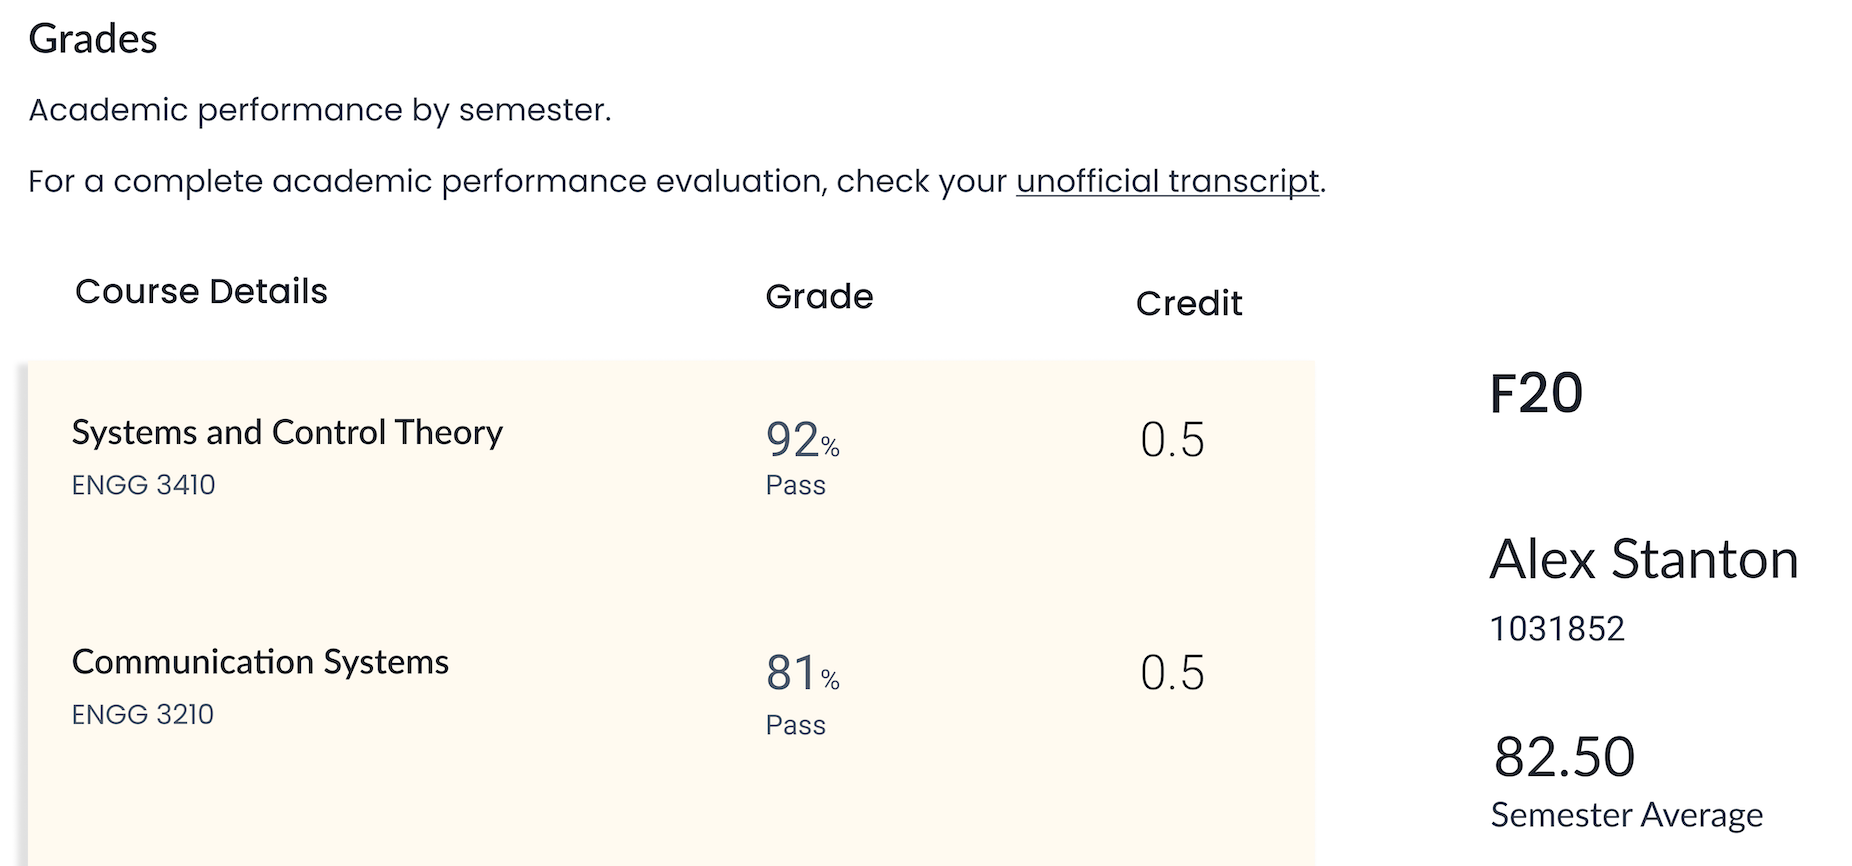 Grades
Academic performance by semester.
For a complete academic performance evaluation, check your unofficial transcript.
Course Details Grade Credit
Systems and Control Theory 92% 0.5
ENGG 3410 Pass
Communication Systems 81% 0.5
ENGG 3210 Pass
F20
Alex Stanton
1031852
82.50
Semester Average